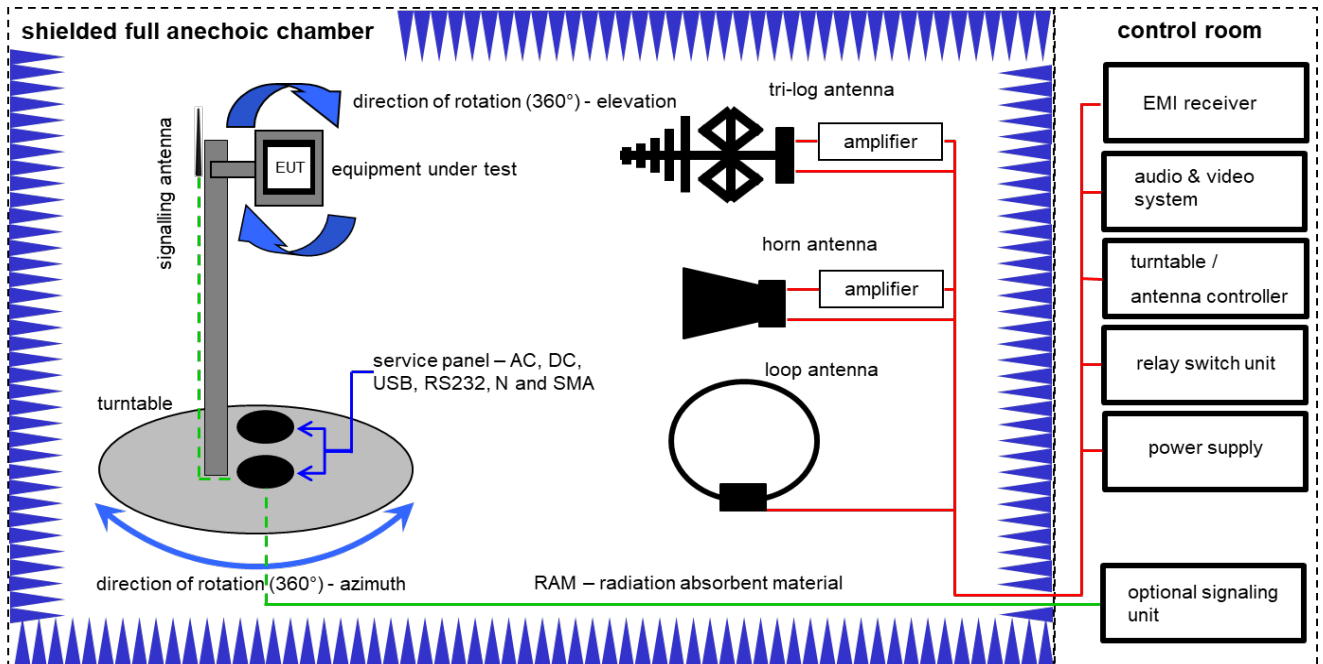 shielded full anechoic chamber
control room
direction of rotation (360°) - elevation
tri-log antenna
EMI receiver
amplifier
signalling antenna
EUT
equipment under test
audio & video
system
horn antenna
turntable /
antenna controller
amplifier
service panel – AC, DC,
USB, RS232, N and SMA
loop antenna
relay switch unit
turntable
power supply
direction of rotation (360°) - azimuth
RAM – radiation absorbent material
optional signaling
unit